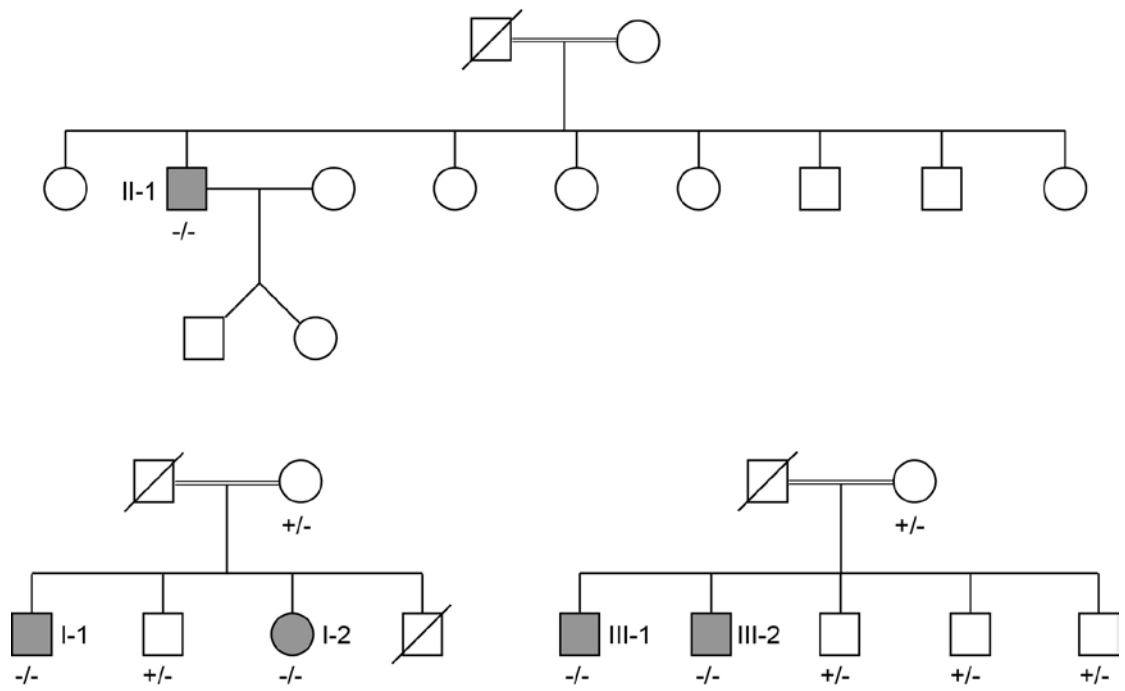 II-1
-/-
+/-
+/-
I-1
I-2
III-1
III-2
-/-
+/-
-/-
-/-
-/-
+/-
+/-
+/-